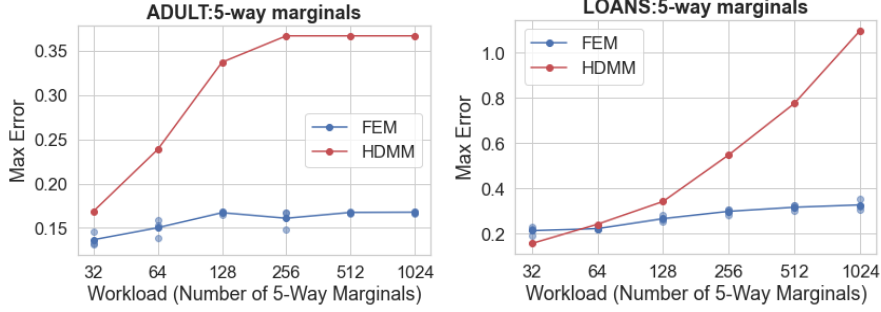 ADULT:5-way marginals
0.35
0.30
0.25
0.20
0.15
Max Error
FEM
HDMM
32 64 128 256 512 1024
Workload (Number of 5-Way Marginals)
LOANS:5-way marginals
1.0
0.8
0.6
0.4
0.2
Max Error
FEM
HDMM
32 64 128 256 512 1024
Workload (Number of 5-Way Marginals)